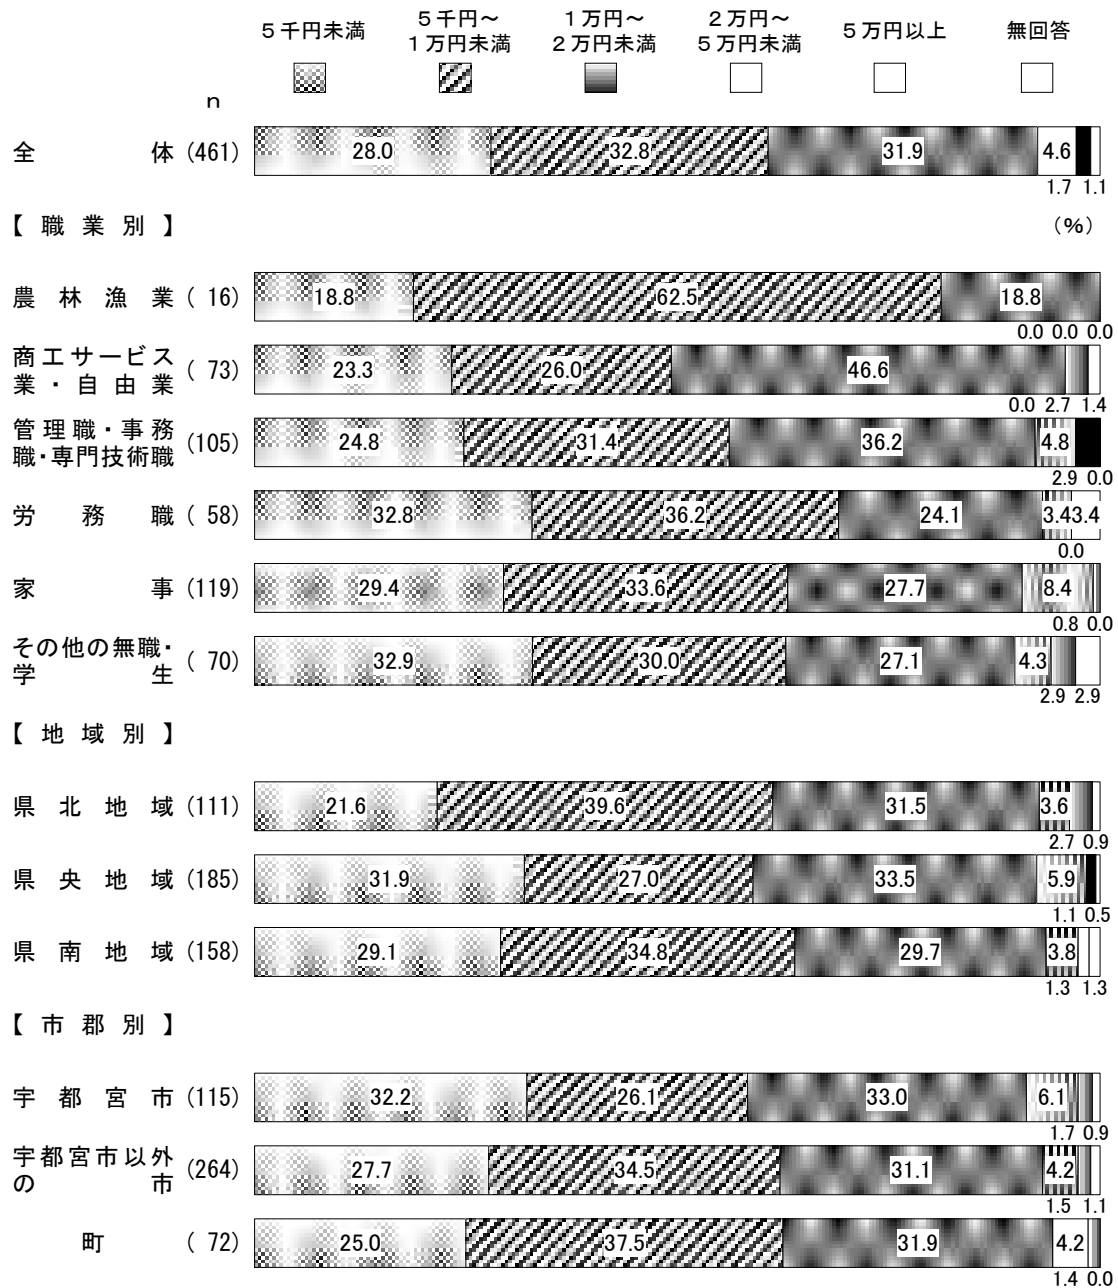 ５千円未満 ５千円～１万円未満 １万円～２万円未満 ２万円～５万円未満 ５万円以上 無回答
ｎ
全体 (461) 28.0 32.8 31.9 4.6
1.7 1.1
【職業別】 (%)
農林漁業 ( 16) 18.8 62.5 18.8
0.0 0.0 0.0
商工サービス業・自由業 ( 73) 23.3 26.0 46.6
0.0 2.7 1.4
管理職・事務職・専門技術職 (105) 24.8 31.4 36.2 4.8
2.9 0.0
労務職 ( 58) 32.8 36.2 24.1 3.4 3.4
0.0
家事 (119) 29.4 33.6 27.7 8.4
0.8 0.0
その他の無職・学生 ( 70) 32.9 30.0 27.1 4.3
2.9 2.9
【地域別】
県北地域 (111) 21.6 39.6 31.5 3.6
2.7 0.9
県央地域 (185) 31.9 27.0 33.5 5.9
1.1 0.5
県南地域 (158) 29.1 34.8 29.7 3.8
1.3 1.3
【市郡別】
宇都宮市 (115) 32.2 26.1 33.0 6.1
1.7 0.9
宇都宮市以外の市 (264) 27.7 34.5 31.1 4.2
1.5 1.1
町 ( 72) 25.0 37.5 31.9 4.2
1.4 0.0